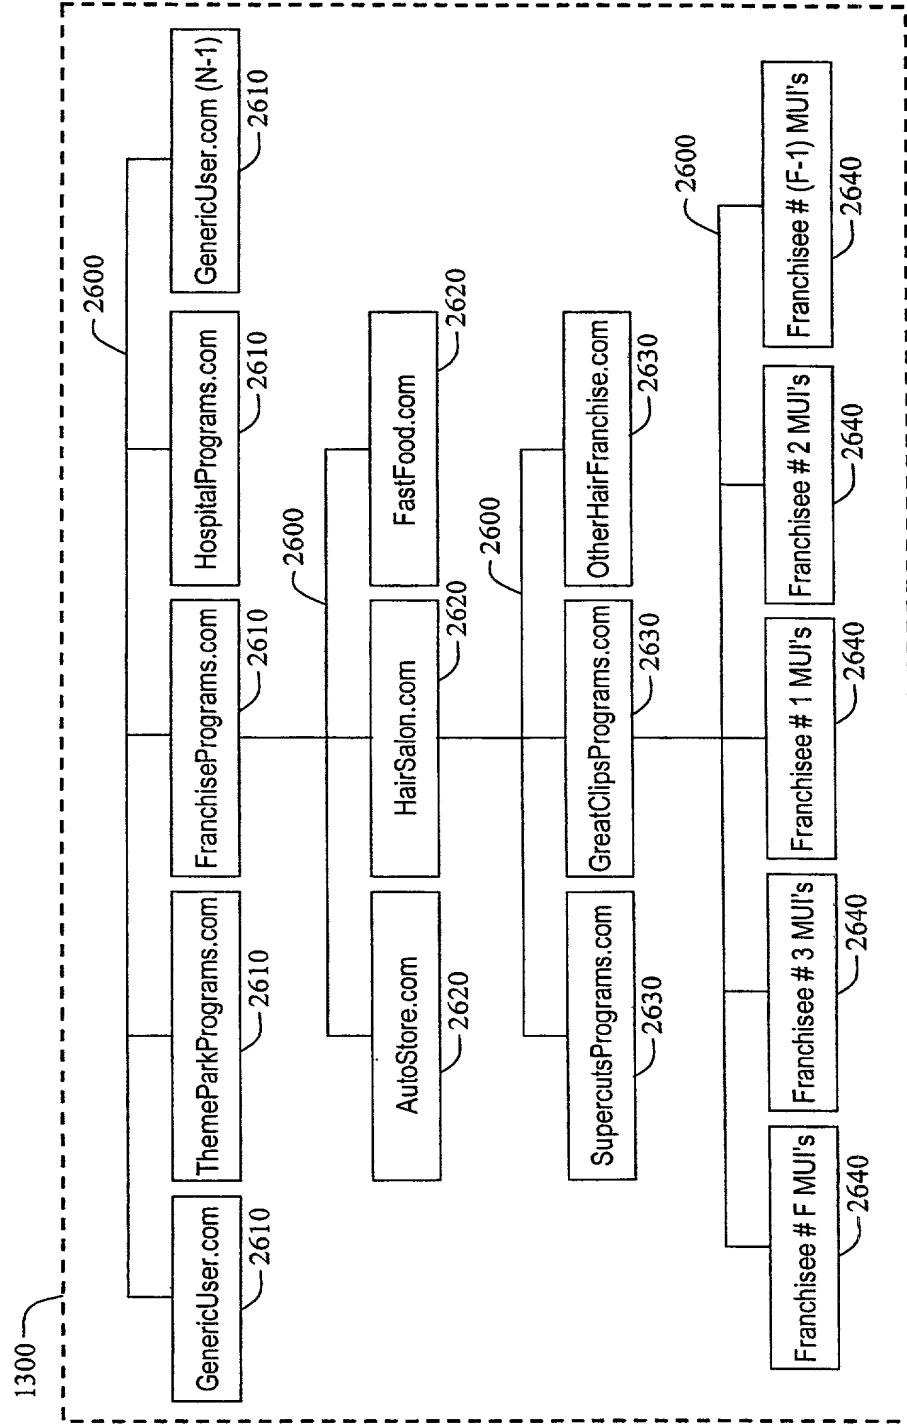 1300
2600
GenericUser.com
2610
ThemeParkPrograms.com
2610
FranchisePrograms.com
2610
HospitalPrograms.com
2610
GenericUser.com (N-1)
2610
2600
AutoStore.com
2620
HairSalon.com
2620
FastFood.com
2620
2600
SupercutsPrograms.com
2630
GreatClipsPrograms.com
2630
OtherHairFranchise.com
2630
2600
Franchisee # F MUI's
2640
Franchisee # 3 MUI's
2640
Franchisee # 1 MUI's
2640
Franchisee # 2 MUI's
2640
Franchisee # (F-1) MUI's
2640